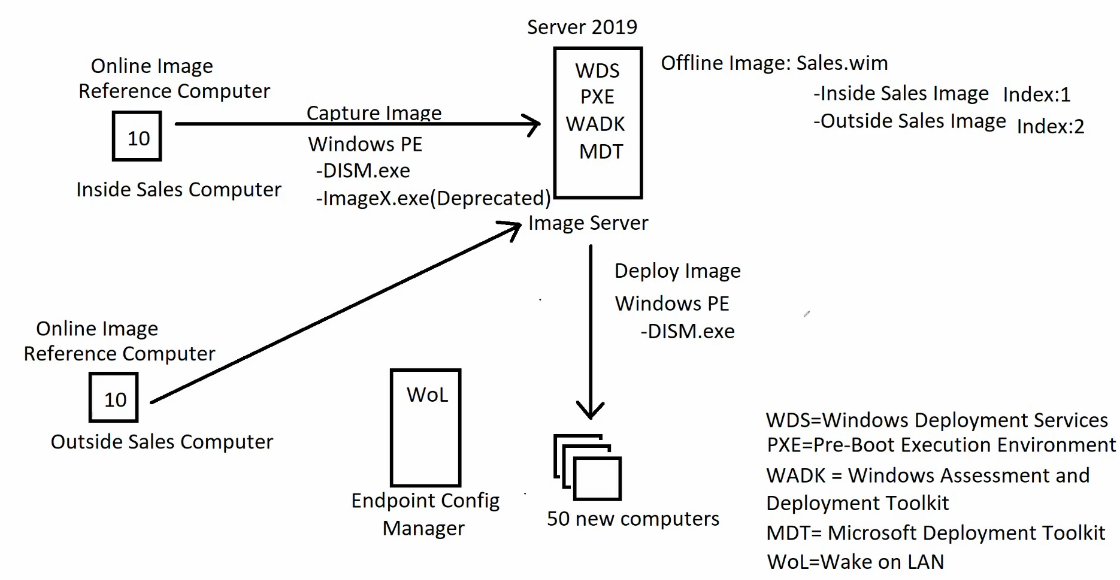 Server 2019
WDS
PXE
WADK
MDT
Image Server
Offline Image: Sales.wim
-Inside Sales Image Index:1
-Outside Sales Image Index:2
Online Image
Reference Computer
10
Inside Sales Computer
Capture Image
Windows PE
-DISM.exe
-ImageX.exe(Deprecated)
Deploy Image
Windows PE
-DISM.exe
Online Image
Reference Computer
10
Outside Sales Computer
WoL
Endpoint Config
Manager
50 new computers
WDS=Windows Deployment Services
PXE=Pre-Boot Execution Environment
WADK = Windows Assessment and
Deployment Toolkit
MDT= Microsoft Deployment Toolkit
WoL=Wake on LAN